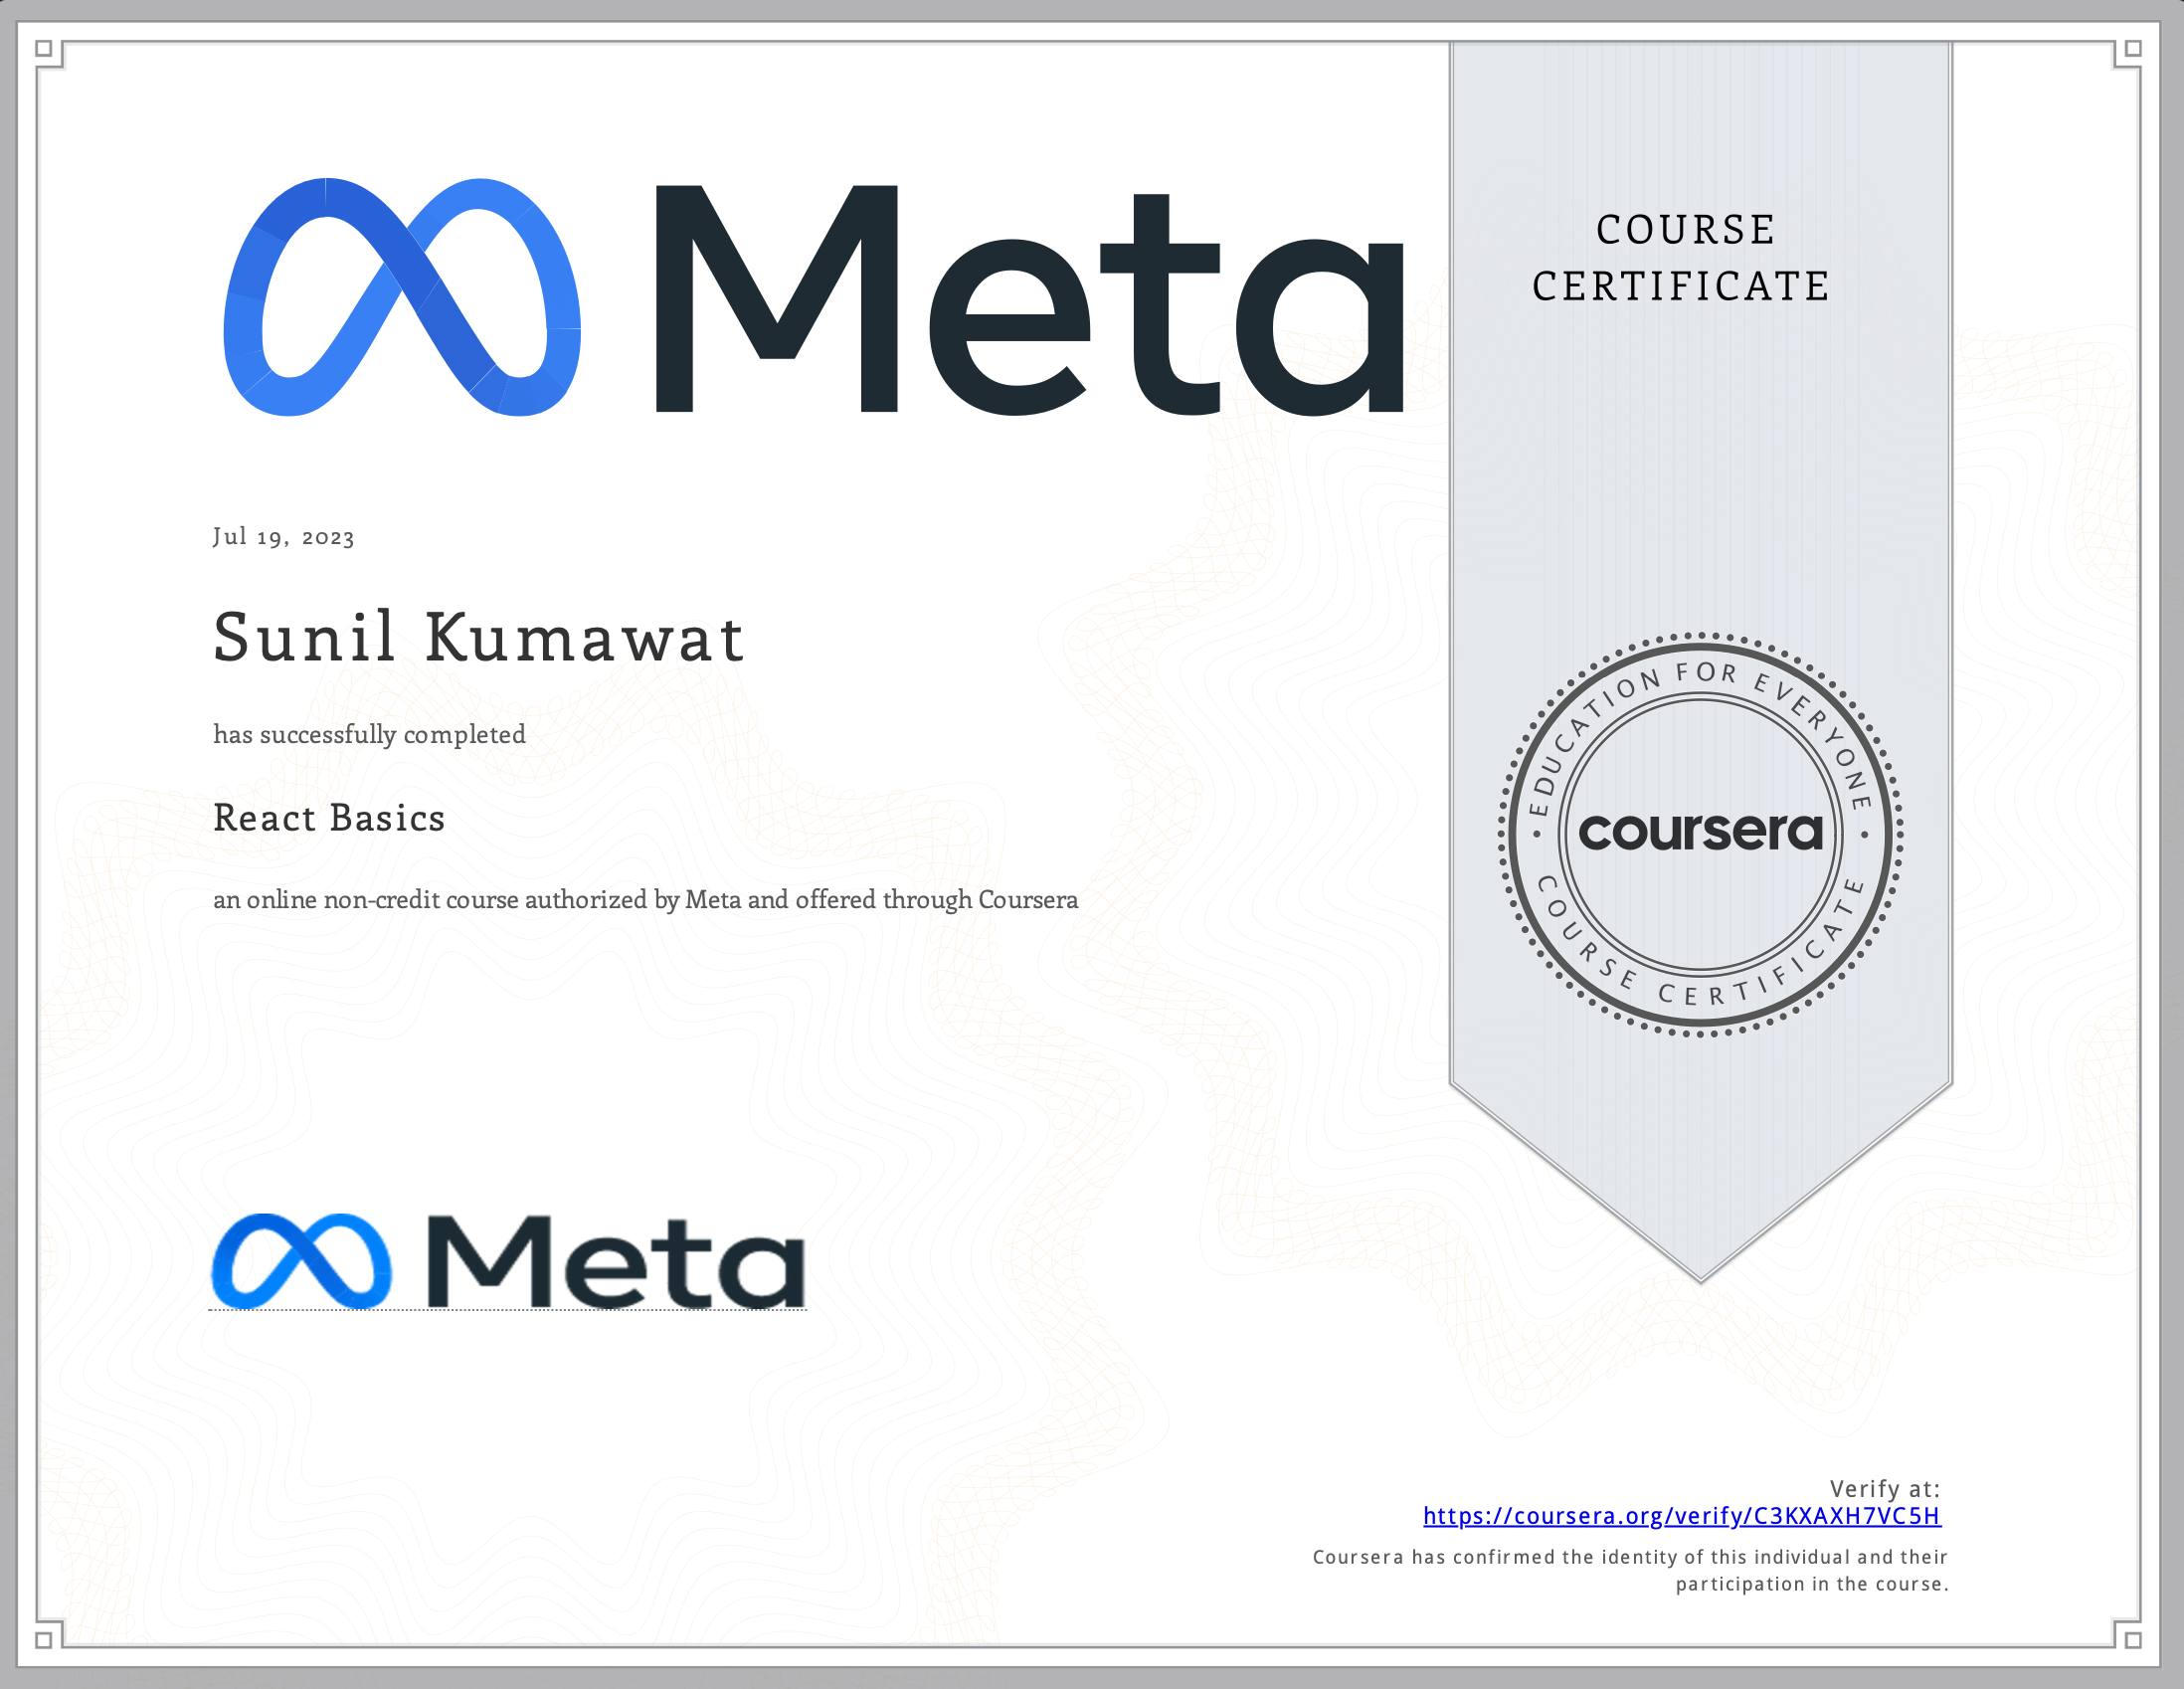 Meta
COURSE
CERTIFICATE
Jul 19, 2023
Sunil Kumawat
has successfully completed
React Basics
an online non-credit course authorized by Meta and offered through Coursera
EDUCATION FOR EVERYONE
coursera
COURSE CERTIFICATE
Meta
Verify at:
https://coursera.org/verify/C3KXAXH7VC5H
Coursera has confirmed the identity of this individual and their
participation in the course.